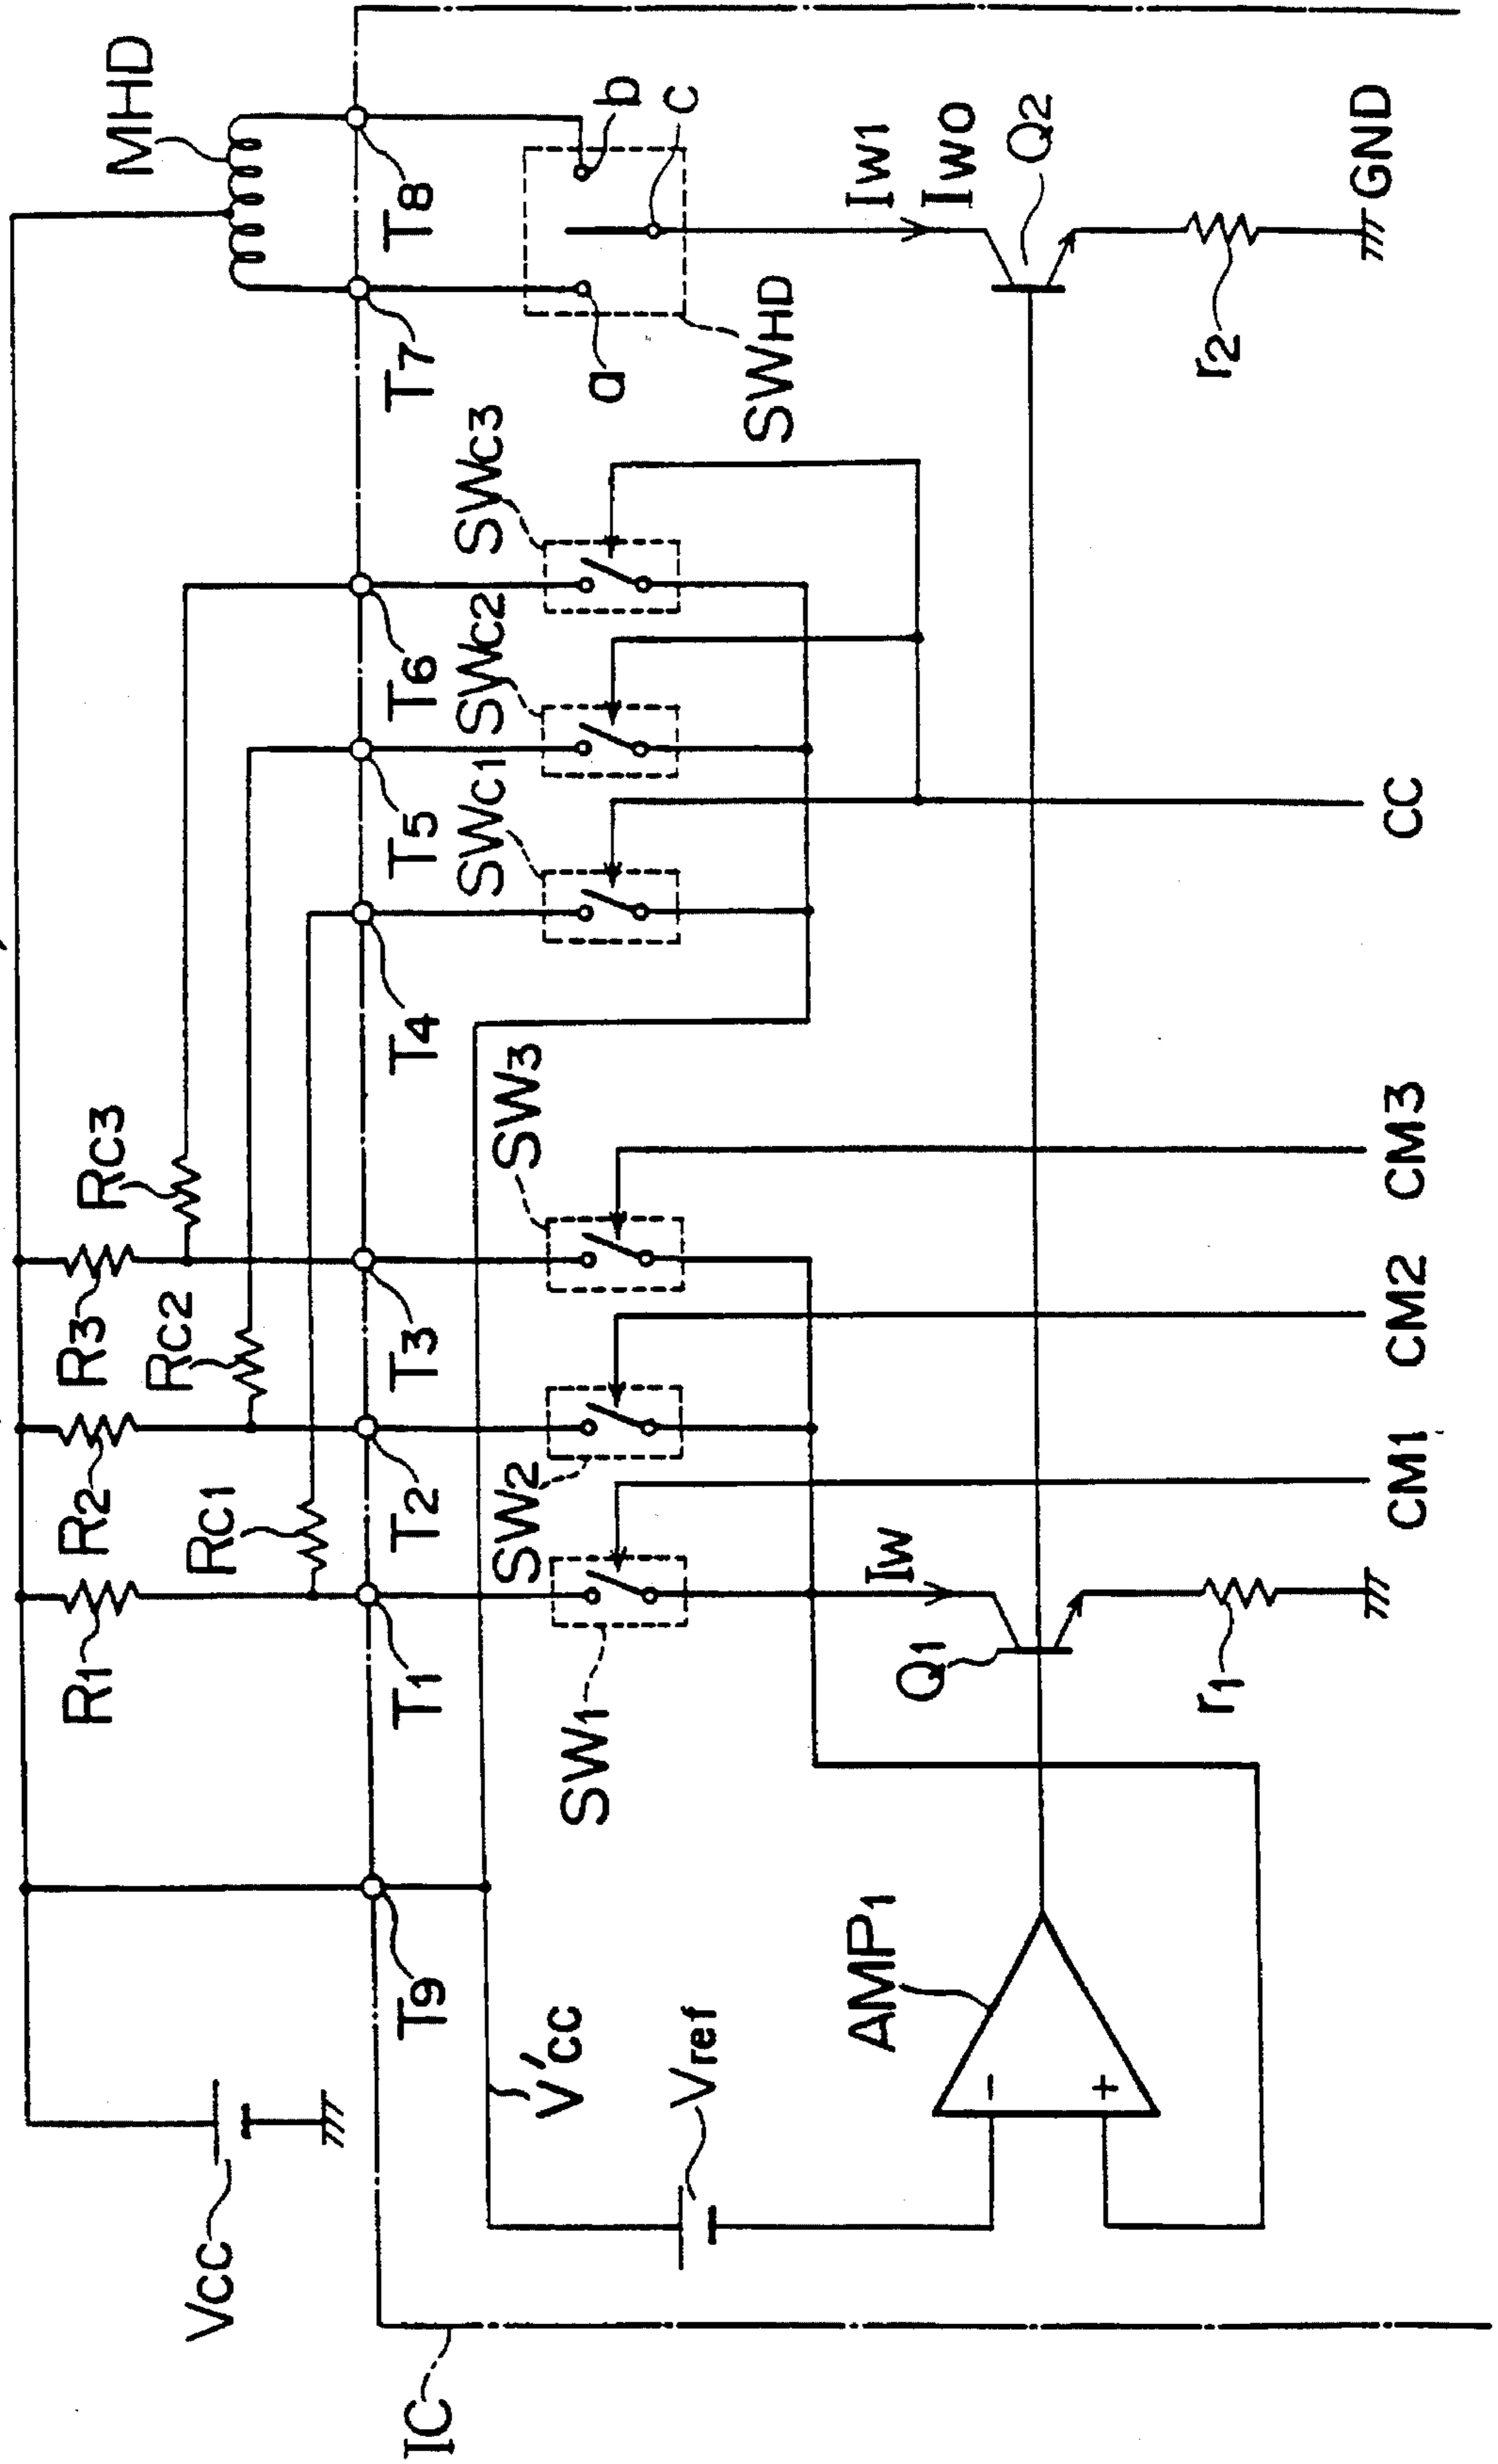 MHD
RC3
R3
RC2
R2
RC1
R1
VCC
T9
T1
T2
T3
T4
T5
T6
T7
T8
IC
V'CC
Vref
SW1
SW2
SW3
SWC1
SWC2
SWC3
SWHD
a
b
c
AMP1
-
+
IW
Q1
r1
IW1
IW0
Q2
r2
GND
CM1
CM2
CM3
CC